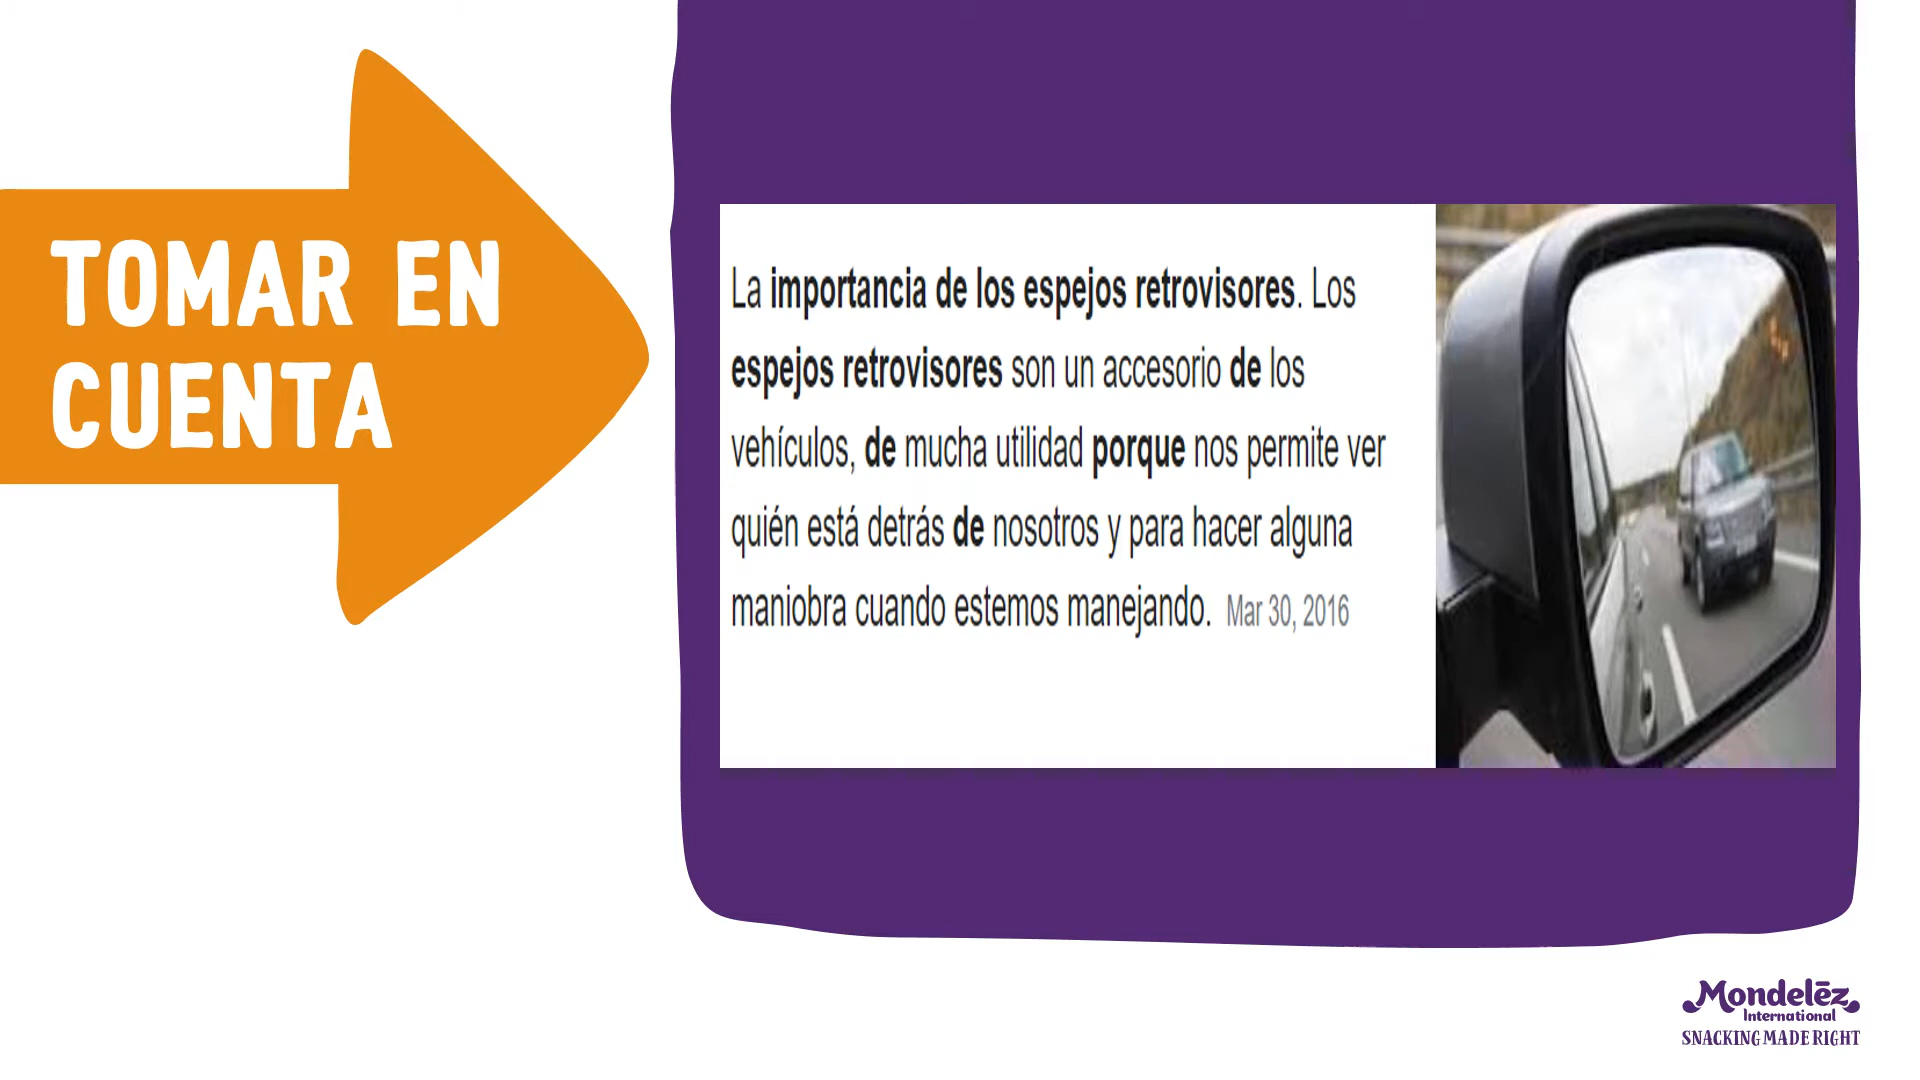 TOMAR EN
CUENTA
La importancia de los espejos retrovisores. Los
espejos retrovisores son un accesorio de los
vehículos, de mucha utilidad porque nos permite ver
quién está detrás de nosotros y para hacer alguna
maniobra cuando estemos manejando. Mar 30, 2016
Mondelēz
International
SNACKING MADE RIGHT